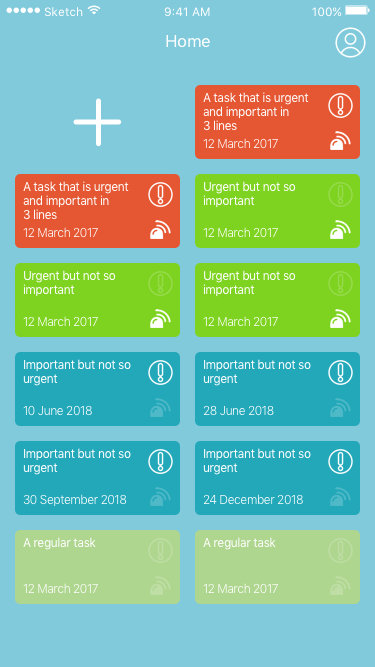 Sketch
9:41 AM
100%
Home
A task that is urgent
and important in
3 lines
12 March 2017
A task that is urgent
and important in
3 lines
12 March 2017
Urgent but not so
important
12 March 2017
Urgent but not so
important
12 March 2017
Urgent but not so
important
12 March 2017
Important but not so
urgent
10 June 2018
Important but not so
urgent
28 June 2018
Important but not so
urgent
30 September 2018
Important but not so
urgent
24 December 2018
A regular task
12 March 2017
A regular task
12 March 2017